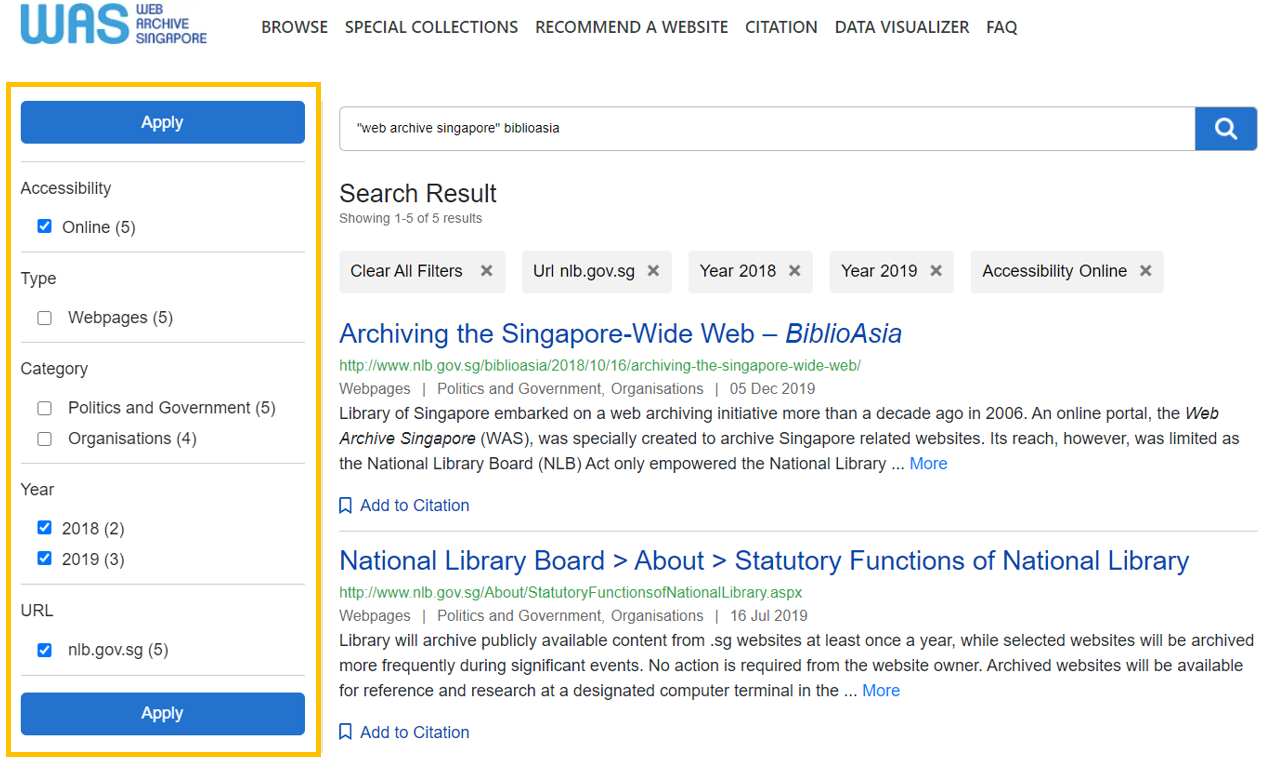 WAS WEB ARCHIVE SINGAPORE
BROWSE SPECIAL COLLECTIONS RECOMMEND A WEBSITE CITATION DATA VISUALIZER FAQ
Apply
Accessibility
Online (5)
Type
Webpages (5)
Category
Politics and Government (5)
Organisations (4)
Year
2018 (2)
2019 (3)
URL
nlb.gov.sg (5)
Apply
"web archive singapore" biblioasia
Search Result
Showing 1-5 of 5 results
Clear All Filters × Url nlb.gov.sg × Year 2018 × Year 2019 × Accessibility Online ×
Archiving the Singapore-Wide Web – BiblioAsia
http://www.nlb.gov.sg/biblioasia/2018/10/16/archiving-the-singapore-wide-web/
Webpages | Politics and Government, Organisations | 05 Dec 2019
Library of Singapore embarked on a web archiving initiative more than a decade ago in 2006. An online portal, the Web
Archive Singapore (WAS), was specially created to archive Singapore related websites. Its reach, however, was limited as
the National Library Board (NLB) Act only empowered the National Library ... More
Add to Citation
National Library Board > About > Statutory Functions of National Library
http://www.nlb.gov.sg/About/StatutoryFunctionsofNationalLibrary.aspx
Webpages | Politics and Government, Organisations | 16 Jul 2019
Library will archive publicly available content from .sg websites at least once a year, while selected websites will be archived
more frequently during significant events. No action is required from the website owner. Archived websites will be available
for reference and research at a designated computer terminal in the ... More
Add to Citation